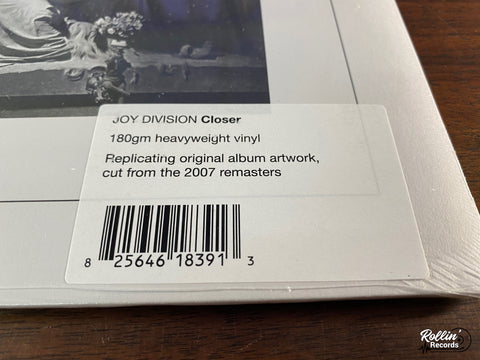 JOY DIVISION Closer
180gm heavyweight vinyl
Replicating original album artwork,
cut from the 2007 remasters
8 25646 18391 3
Rollin'
Records